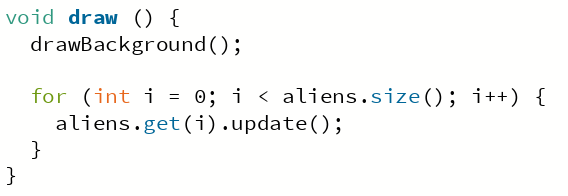 void draw () {
  drawBackground();

  for (int i = 0; i < aliens.size(); i++) {
    aliens.get(i).update();
  }
}